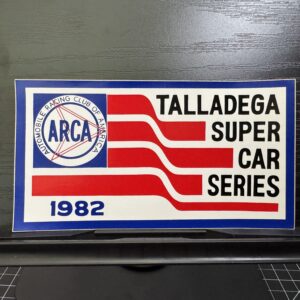 AUTOMOBILE RACING CLUB OF AMERICA
ARCA
TALLADEGA
SUPER
CAR
SERIES
1982